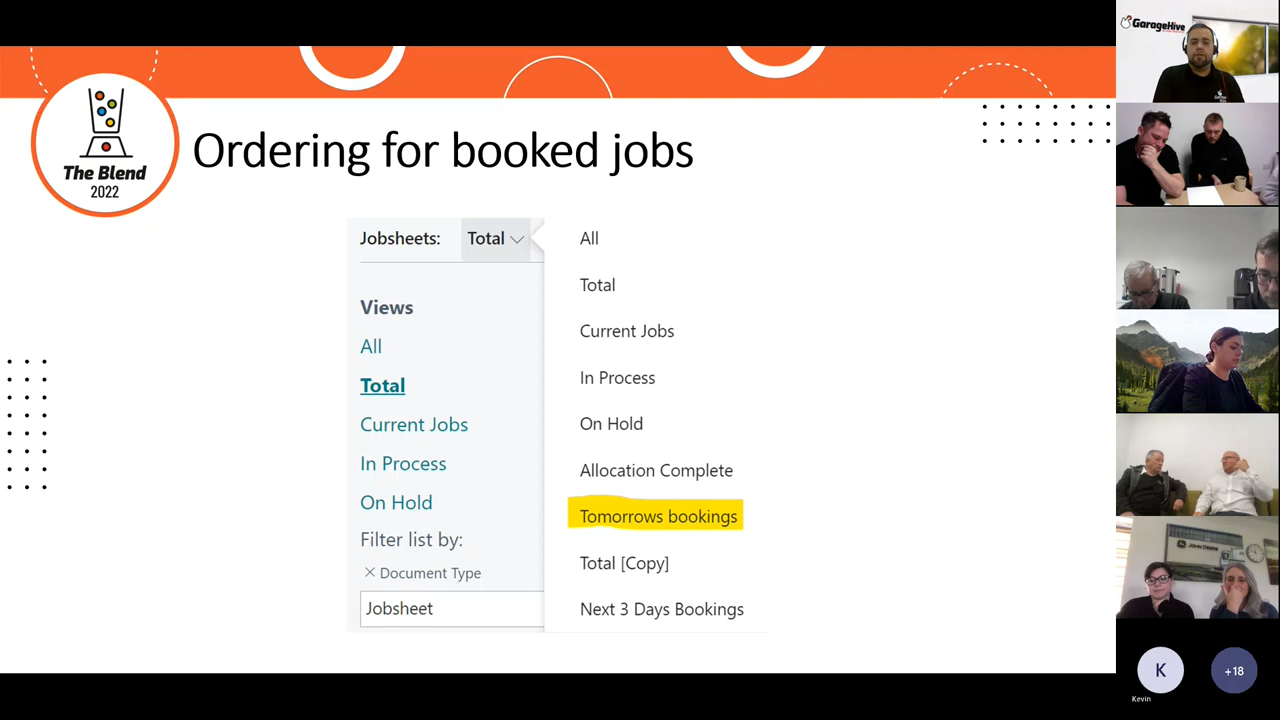 The Blend
2022
Ordering for booked jobs
Jobsheets:
Total
Views
All
Total
Current Jobs
In Process
On Hold
Filter list by:
Document Type
Jobsheet
All
Total
Current Jobs
In Process
On Hold
Allocation Complete
Tomorrows bookings
Total [Copy]
Next 3 Days Bookings
GarageHive
JOHN DEERE
K
Kevin
+18